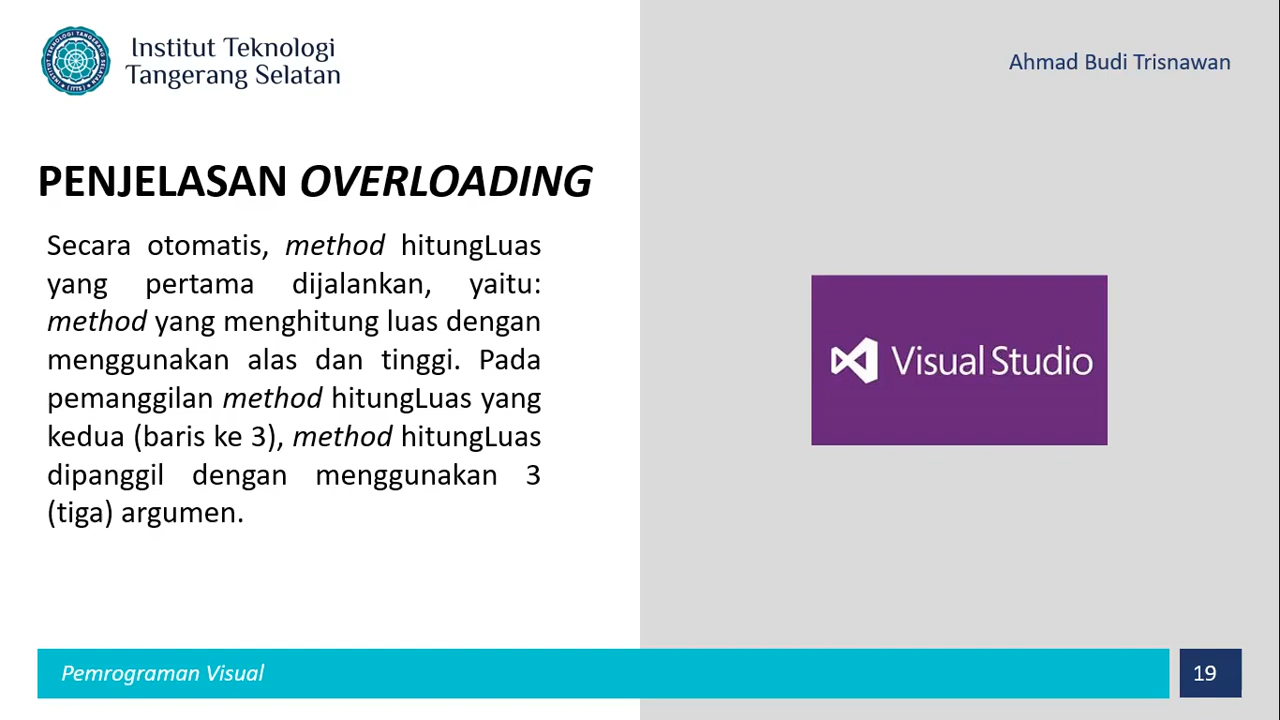 Institut Teknologi
Tangerang Selatan
Ahmad Budi Trisnawan
PENJELASAN OVERLOADING
Secara otomatis, method hitungLuas
yang pertama dijalankan, yaitu:
method yang menghitung luas dengan
menggunakan alas dan tinggi. Pada
pemanggilan method hitungLuas yang
kedua (baris ke 3), method hitungLuas
dipanggil dengan menggunakan 3
(tiga) argumen.
Visual Studio
Pemrograman Visual
19